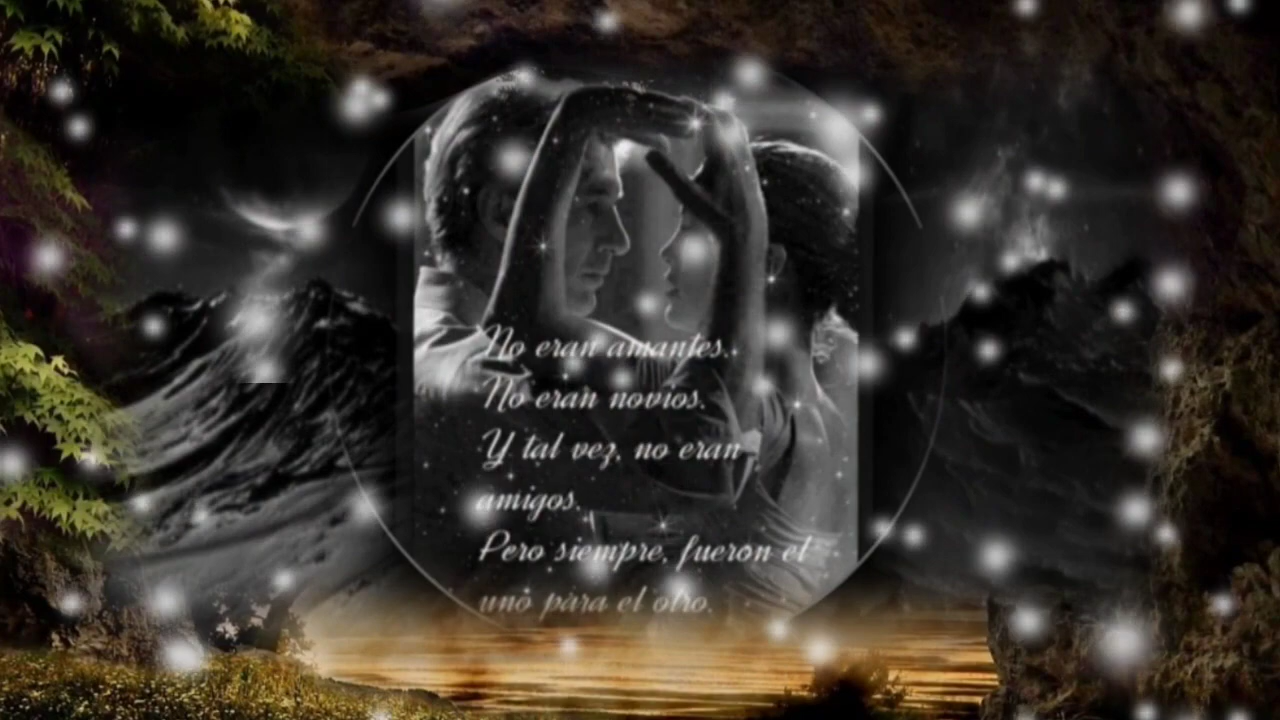 No eran amantes..
No eran novios.
Y tal vez, no eran
amigos.
Pero siempre, fueron el
uno para el otro.